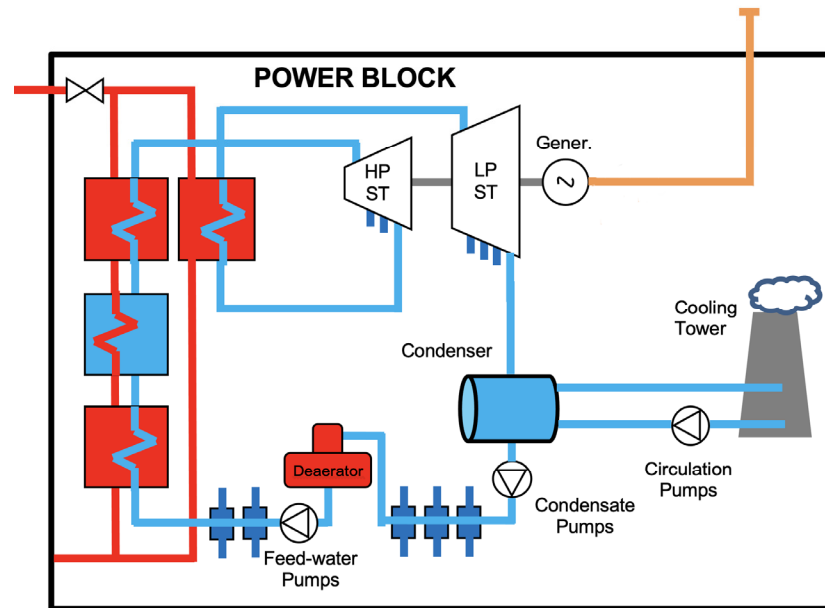 POWER BLOCK
Gener.
HP
ST
LP
ST
Cooling
Tower
Condenser
Deaerator
Circulation
Pumps
Condensate
Pumps
Feed-water
Pumps